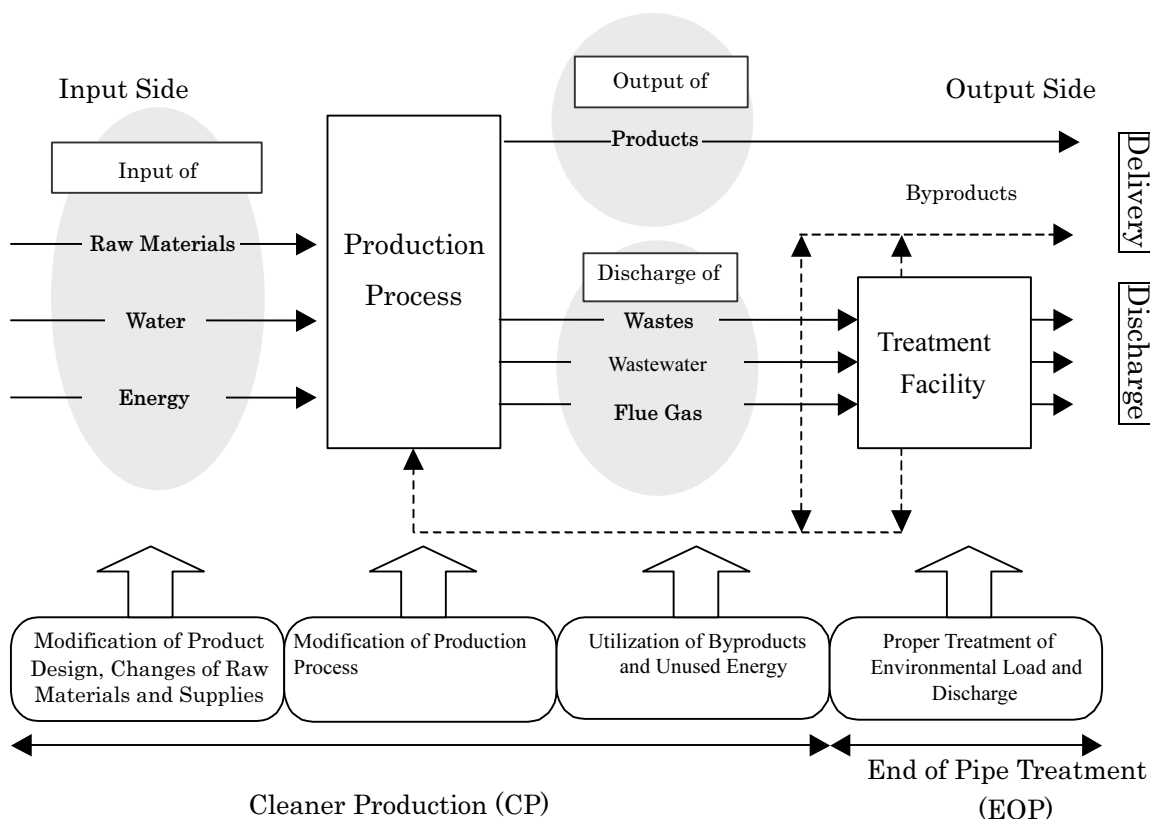 Input Side
Output of
Output Side
Input of
Products
Delivery
Byproducts
Raw Materials
Production
Process
Discharge of
Water
Wastes
Treatment
Facility
Discharge
Wastewater
Energy
Flue Gas
Modification of Product
Design, Changes of Raw
Materials and Supplies
Modification of Production
Process
Utilization of Byproducts
and Unused Energy
Proper Treatment of
Environmental Load and
Discharge
Cleaner Production (CP)
End of Pipe Treatment
(EOP)